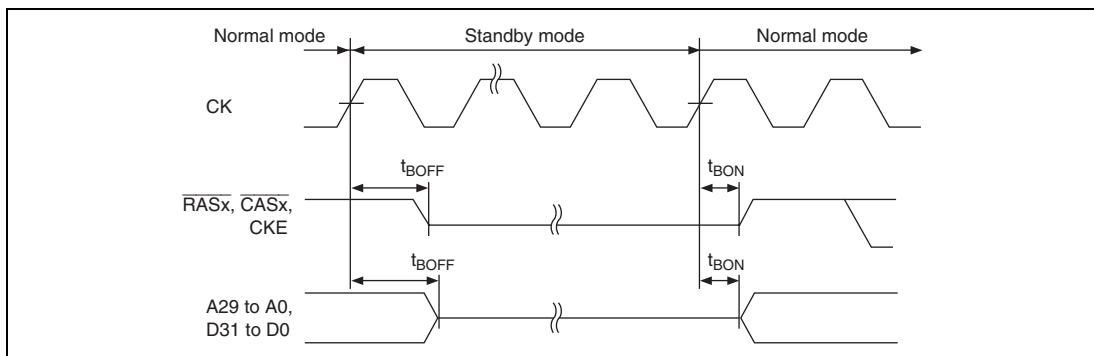 Normal mode Standby mode Normal mode
CK
tBOFF tBON
RASx, CASx,
CKE
tBOFF tBON
A29 to A0,
D31 to D0